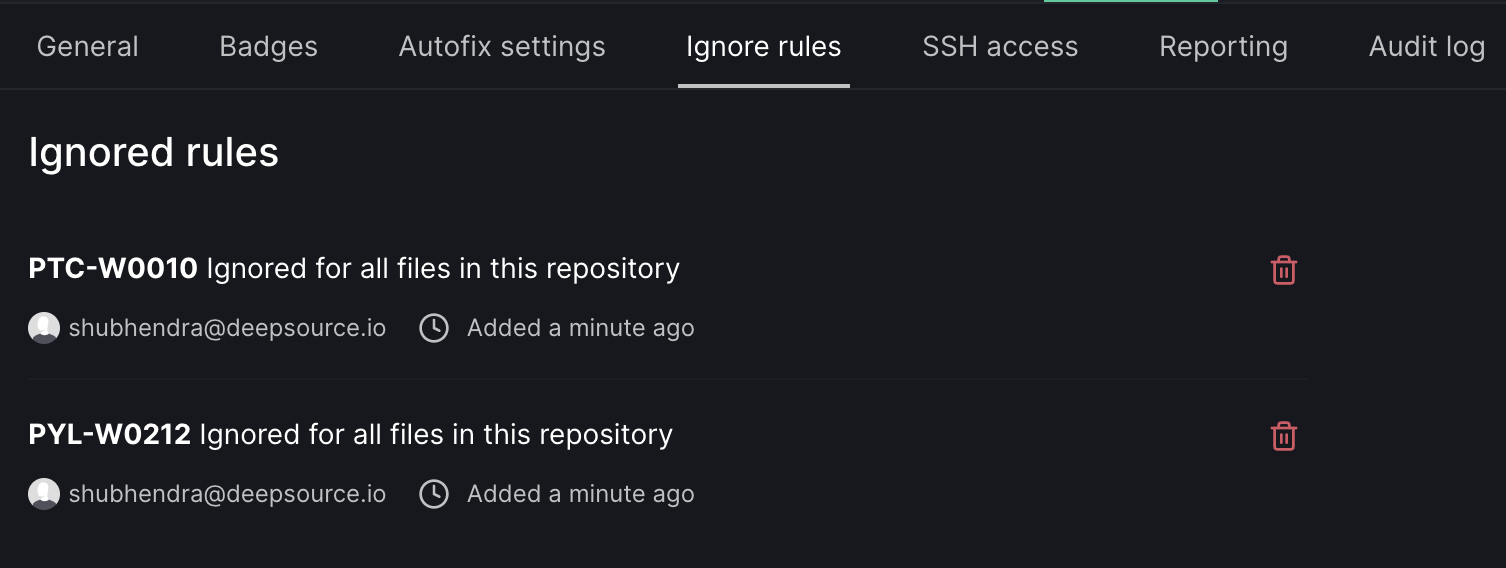 General Badges Autofix settings Ignore rules SSH access Reporting Audit log
Ignored rules
PTC-W0010 Ignored for all files in this repository
shubhendra@deepsource.io Added a minute ago
PYL-W0212 Ignored for all files in this repository
shubhendra@deepsource.io Added a minute ago